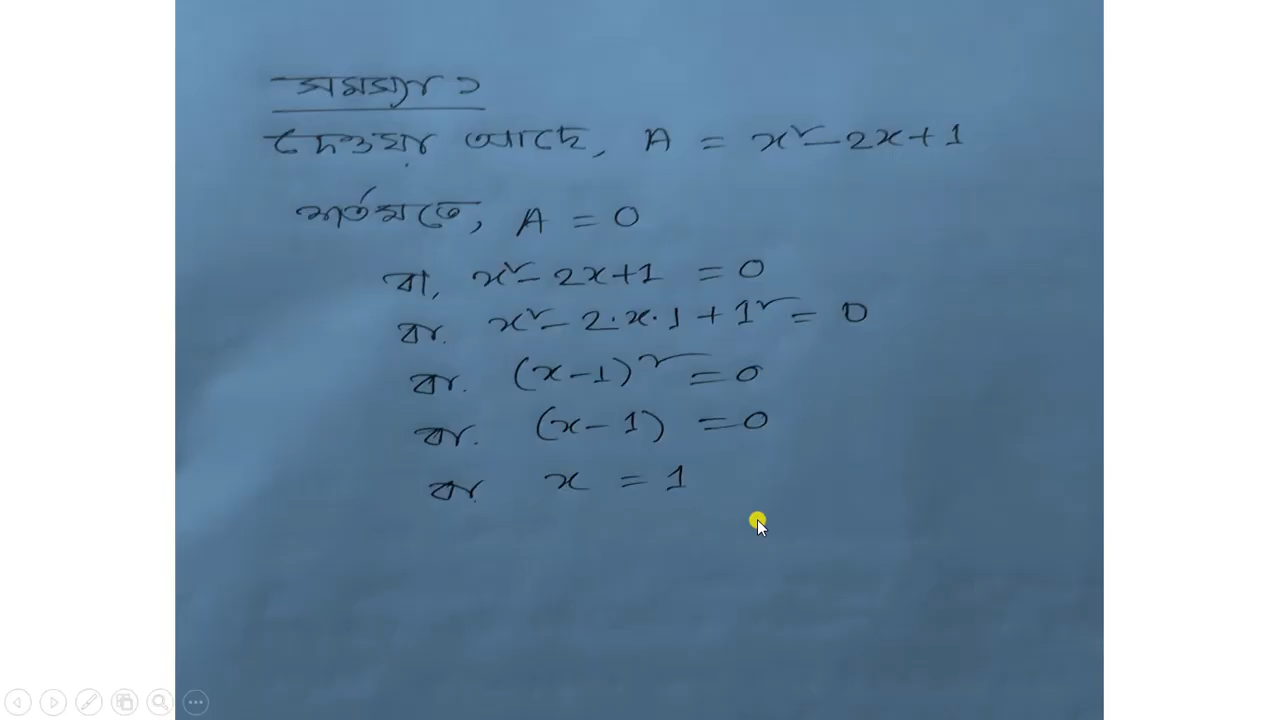 সমস্যা ১
দেওয়া আছে, A = x² - 2x + 1
শর্তমতে, A = 0
বা, x² - 2x + 1 = 0
বা. x² - 2.x.1 + 1² = 0
বা. (x - 1)² = 0
বা. (x - 1) = 0
বা. x = 1